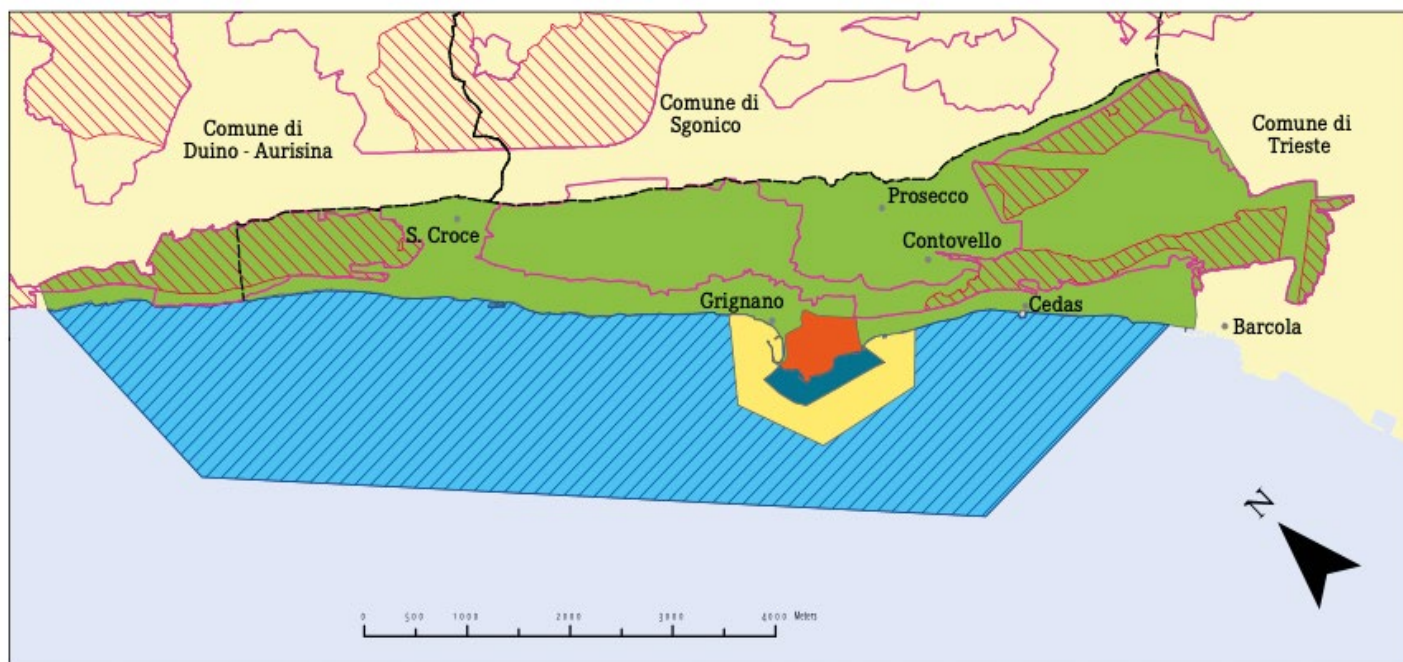 Comune di
Sgonico
Comune di
Duino - Aurisina
Comune di
Trieste
Prosecco
S. Croce
Contovello
Grignano
Cedas
Barcola
N
0 500 1000 2000 3000 4000 Meters